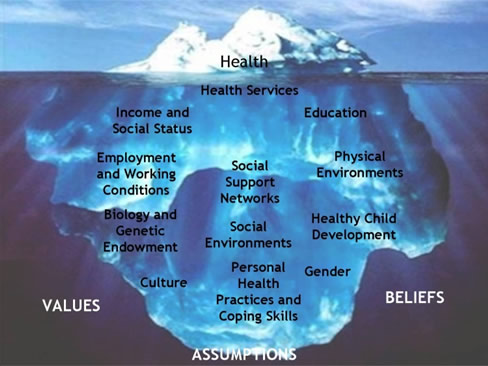 Health
Health Services
Income and
Social Status
Education
Employment
and Working
Conditions
Social
Support
Networks
Physical
Environments
Biology and
Genetic
Endowment
Social
Environments
Healthy Child
Development
Culture
Personal
Health
Practices and
Coping Skills
Gender
VALUES
BELIEFS
ASSUMPTIONS